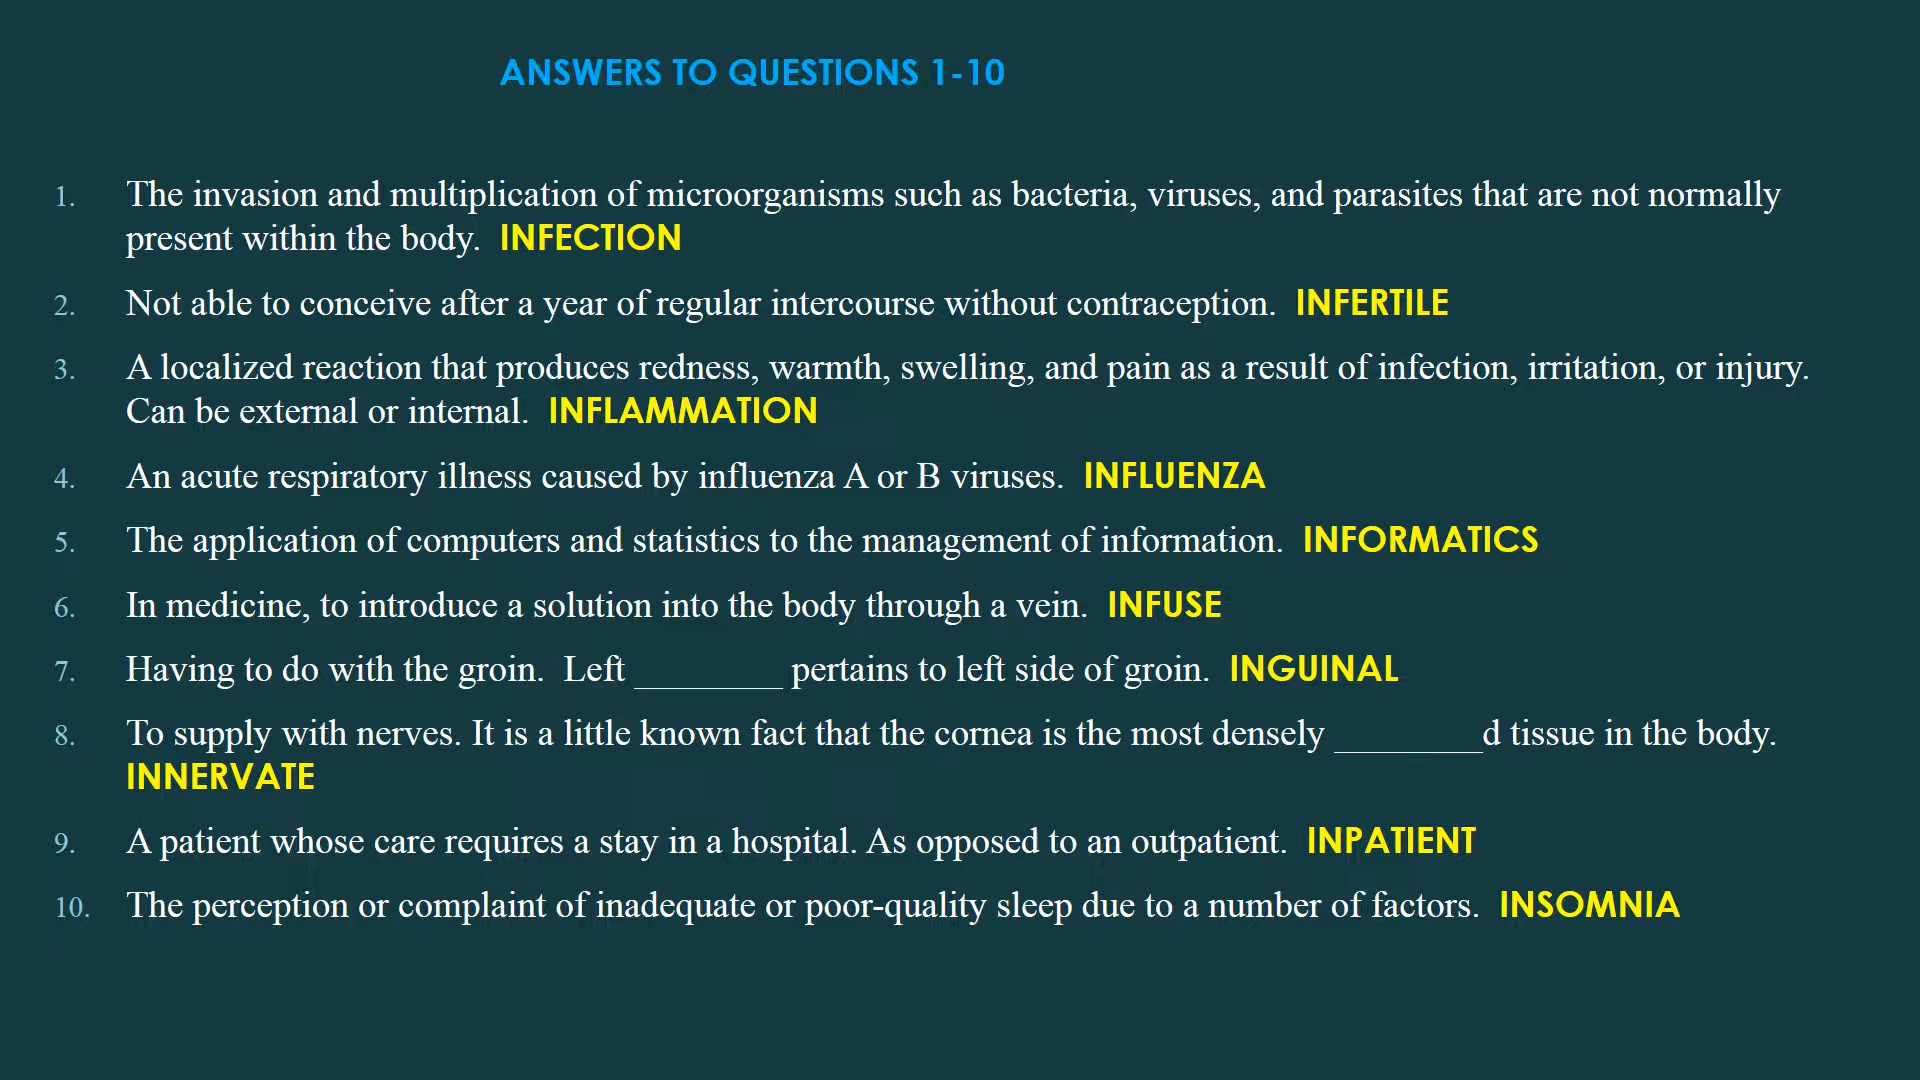 ANSWERS TO QUESTIONS 1-10
1. The invasion and multiplication of microorganisms such as bacteria, viruses, and parasites that are not normally
present within the body. INFECTION
2. Not able to conceive after a year of regular intercourse without contraception. INFERTILE
3. A localized reaction that produces redness, warmth, swelling, and pain as a result of infection, irritation, or injury.
Can be external or internal. INFLAMMATION
4. An acute respiratory illness caused by influenza A or B viruses. INFLUENZA
5. The application of computers and statistics to the management of information. INFORMATICS
6. In medicine, to introduce a solution into the body through a vein. INFUSE
7. Having to do with the groin. Left ________ pertains to left side of groin. INGUINAL
8. To supply with nerves. It is a little known fact that the cornea is the most densely ________d tissue in the body.
INNERVATE
9. A patient whose care requires a stay in a hospital. As opposed to an outpatient. INPATIENT
10. The perception or complaint of inadequate or poor-quality sleep due to a number of factors. INSOMNIA